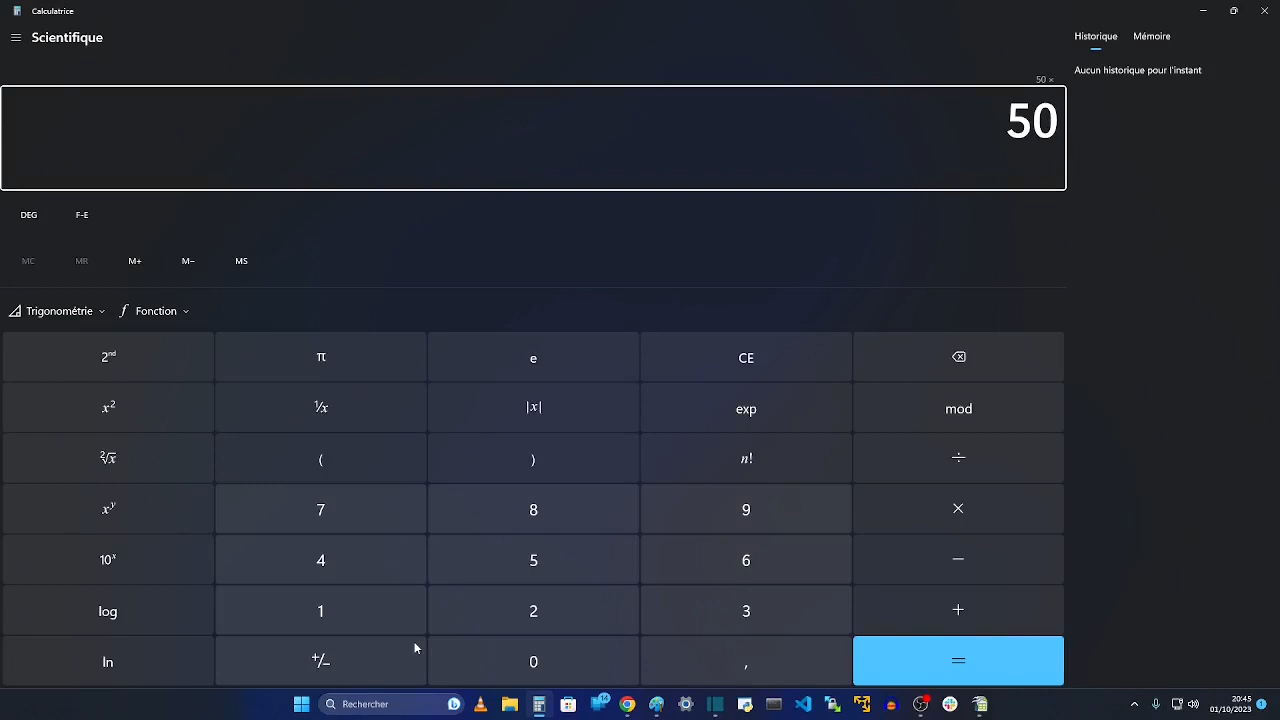 Calculatrice
Scientifique
Historique Mémoire
Aucun historique pour l'instant
50 ×
50
DEG F-E
MC MR M+ M- MS
Trigonométrie f Fonction
2nd π e CE
x² ¹⁄x |x| exp mod
²√x ( ) n! ÷
xʸ 7 8 9 ×
10ˣ 4 5 6 −
log 1 2 3 +
ln +/− 0 , =
Rechercher
14
20:45
01/10/2023
1